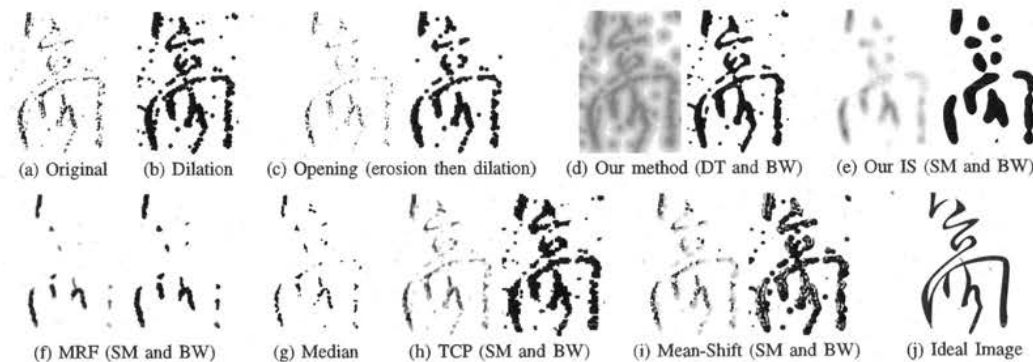 (a) Original (b) Dilation (c) Opening (erosion then dilation) (d) Our method (DT and BW) (e) Our IS (SM and BW)
(f) MRF (SM and BW) (g) Median (h) TCP (SM and BW) (i) Mean-Shift (SM and BW) (j) Ideal Image